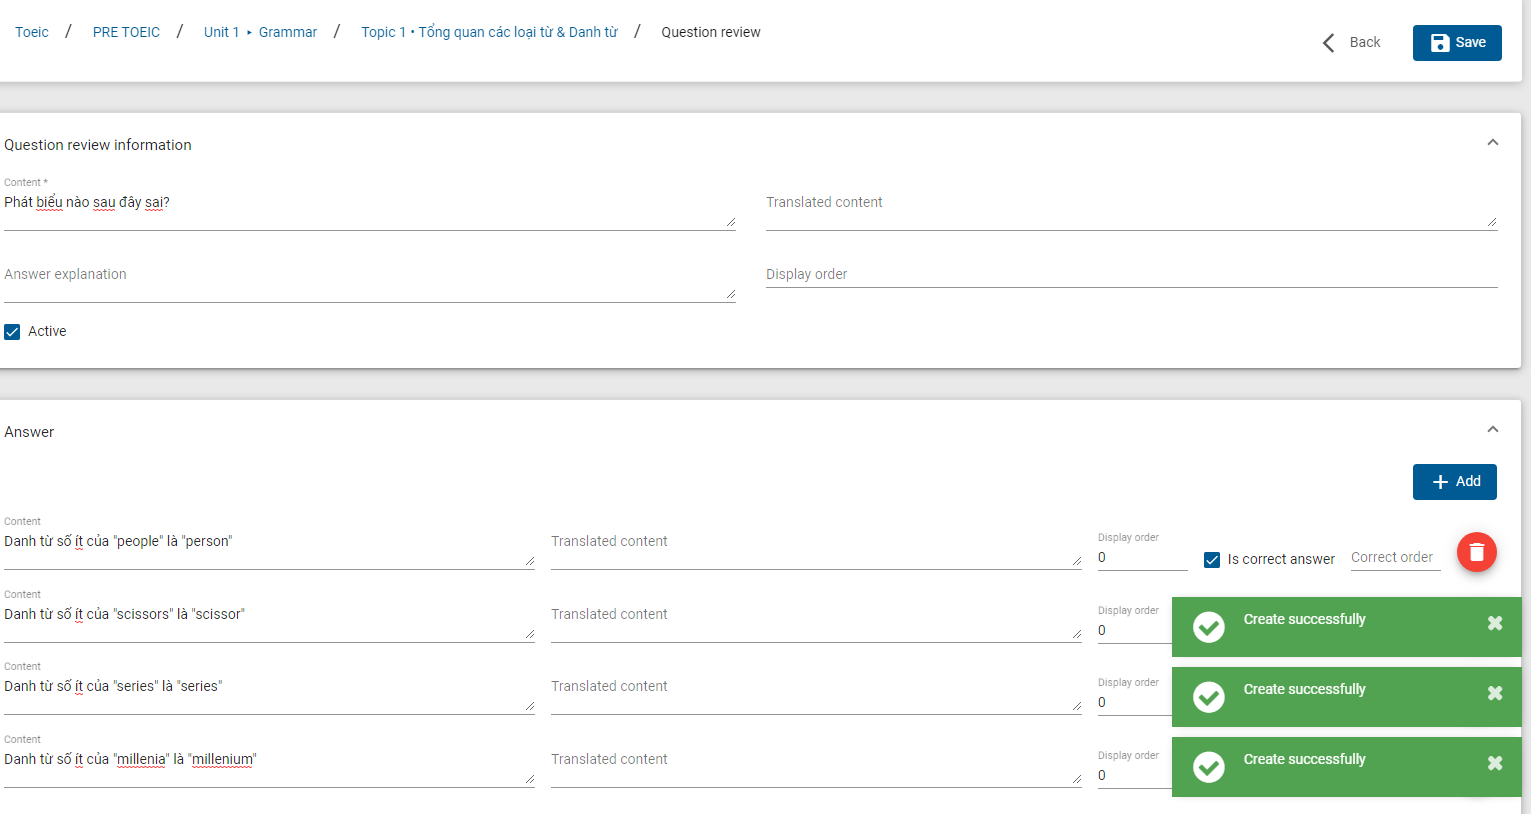 Toeic / PRE TOEIC / Unit 1 ‣ Grammar / Topic 1 • Tổng quan các loại từ & Danh từ / Question review
Back
Save
Question review information
Content *
Phát biểu nào sau đây sai?
Translated content
Answer explanation
Display order
Active
Answer
Add
Content
Danh từ số ít của "people" là "person"
Translated content
Display order
0
Is correct answer
Correct order
Content
Danh từ số ít của "scissors" là "scissor"
Translated content
Display order
0
Create successfully
Content
Danh từ số ít của "series" là "series"
Translated content
Display order
0
Create successfully
Content
Danh từ số ít của "millenia" là "millenium"
Translated content
Display order
0
Create successfully